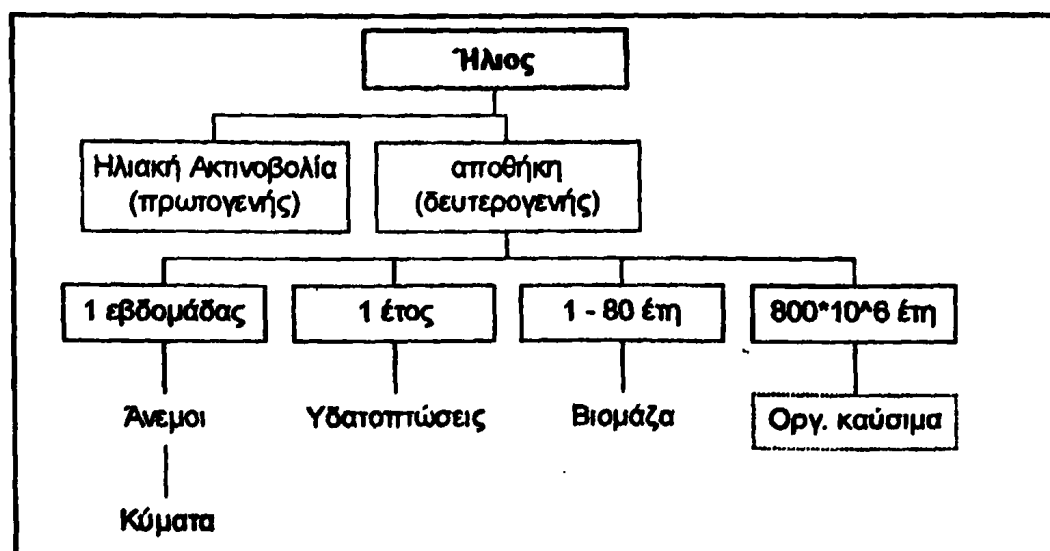 Ήλιος
Ηλιακή Ακτινοβολία
(πρωτογενής)
αποθήκη
(δευτερογενής)
1 εβδομάδας
1 έτος
1 - 80 έτη
800*10^6 έτη
Άνεμοι
Υδατοπτώσεις
Βιομάζα
Οργ. καύσιμα
Κύματα